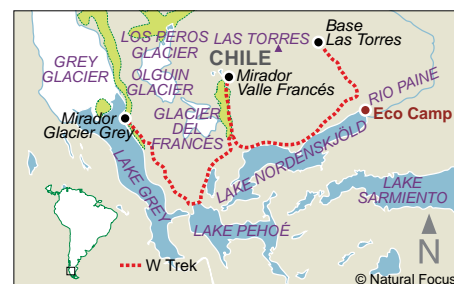 GREY
GLACIER
LOS PEROS
GLACIER
OLGUIN
GLACIER
LAS TORRES
CHILE
Base
Las Torres
Mirador
Valle Francés
Mirador
Glacier Grey
GLACIER
DEL
FRANCÉS
RIO PAINE
Eco Camp
LAKE NORDENSKJÖLD
LAKE GREY
LAKE PEHOÉ
LAKE
SARMIENTO
N
W Trek
© Natural Focus